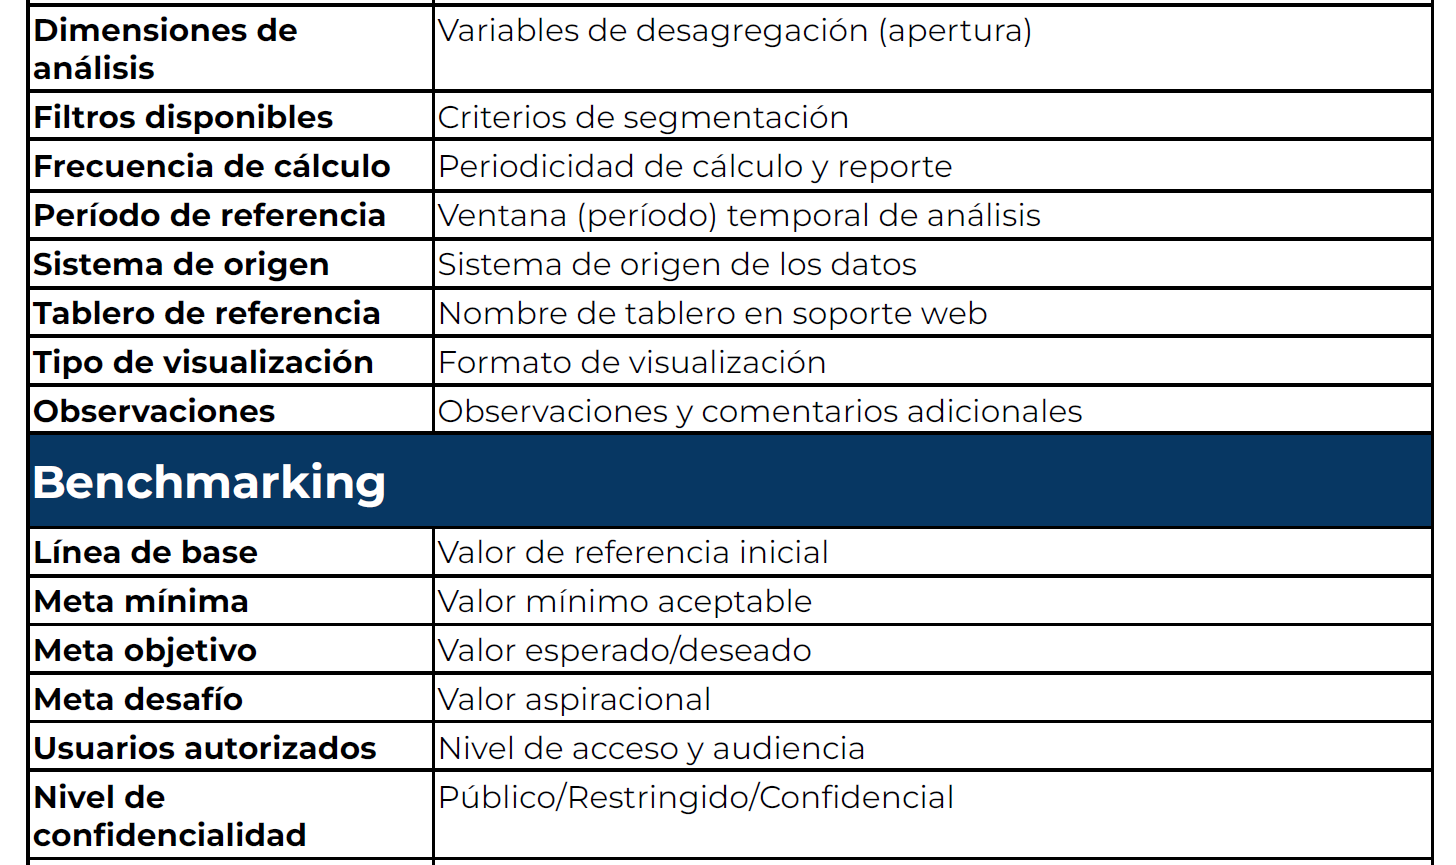 Dimensiones de
análisis
Variables de desagregación (apertura)
Filtros disponibles
Criterios de segmentación
Frecuencia de cálculo
Periodicidad de cálculo y reporte
Período de referencia
Ventana (período) temporal de análisis
Sistema de origen
Sistema de origen de los datos
Tablero de referencia
Nombre de tablero en soporte web
Tipo de visualización
Formato de visualización
Observaciones
Observaciones y comentarios adicionales
Benchmarking
Línea de base
Valor de referencia inicial
Meta mínima
Valor mínimo aceptable
Meta objetivo
Valor esperado/deseado
Meta desafío
Valor aspiracional
Usuarios autorizados
Nivel de acceso y audiencia
Nivel de
confidencialidad
Público/Restringido/Confidencial